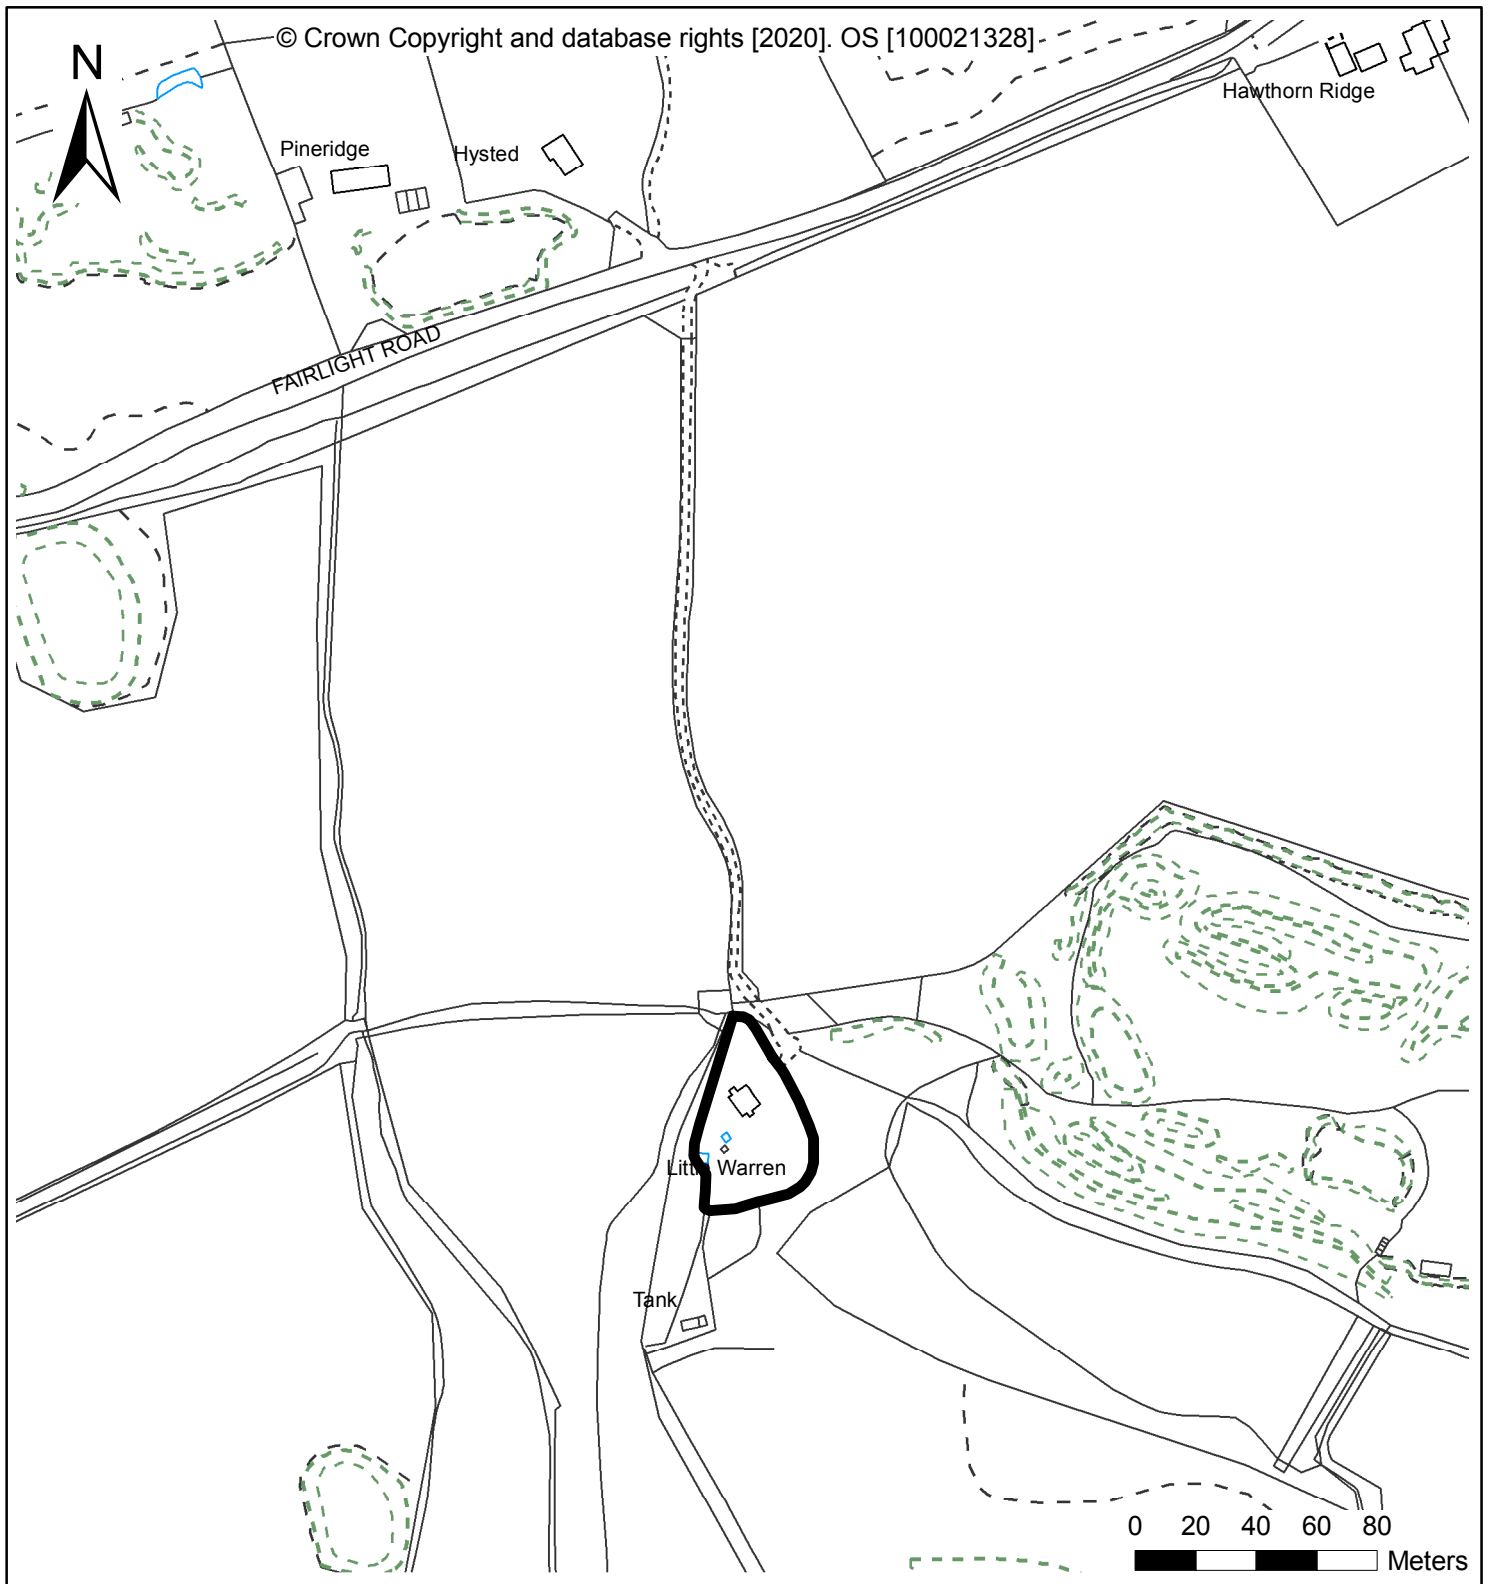 © Crown Copyright and database rights [2020]. OS [100021328]
N
Hawthorn Ridge
Pineridge
Hysted
FAIRLIGHT ROAD
Little Warren
Tank
0 20 40 60 80
Meters